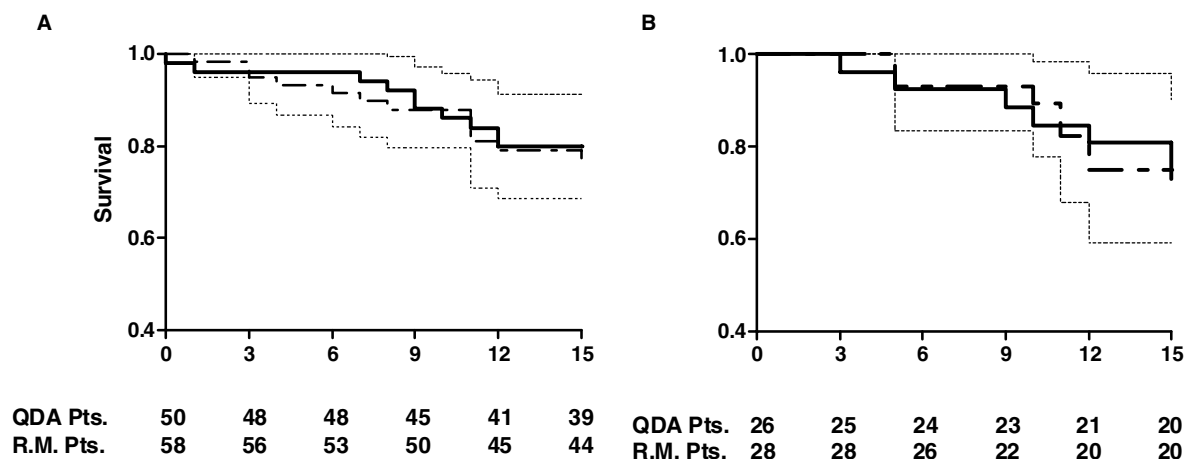 A
B
1.0
0.8
0.6
0.4
Survival
0 3 6 9 12 15
1.0
0.8
0.6
0.4
0 3 6 9 12 15
QDA Pts. 50 48 48 45 41 39
R.M. Pts. 58 56 53 50 45 44
QDA Pts. 26 25 24 23 21 20
R.M. Pts. 28 28 26 22 20 20